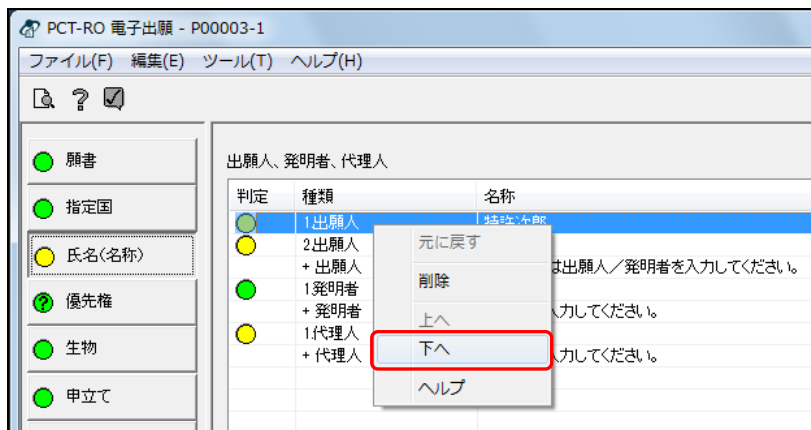 PCT-RO 電子出願 - P00003-1
ファイル(F) 編集(E) ツール(T) ヘルプ(H)
願書
指定国
氏名(名称)
優先権
生物
申立て
出願人、発明者、代理人
判定 種類 名称
1出願人 特許次郎
2出願人
+ 出願人 は出願人／発明者を入力してください。
1発明者
+ 発明者 入力してください。
1代理人
+ 代理人 入力してください。
元に戻す
削除
上へ
下へ
ヘルプ